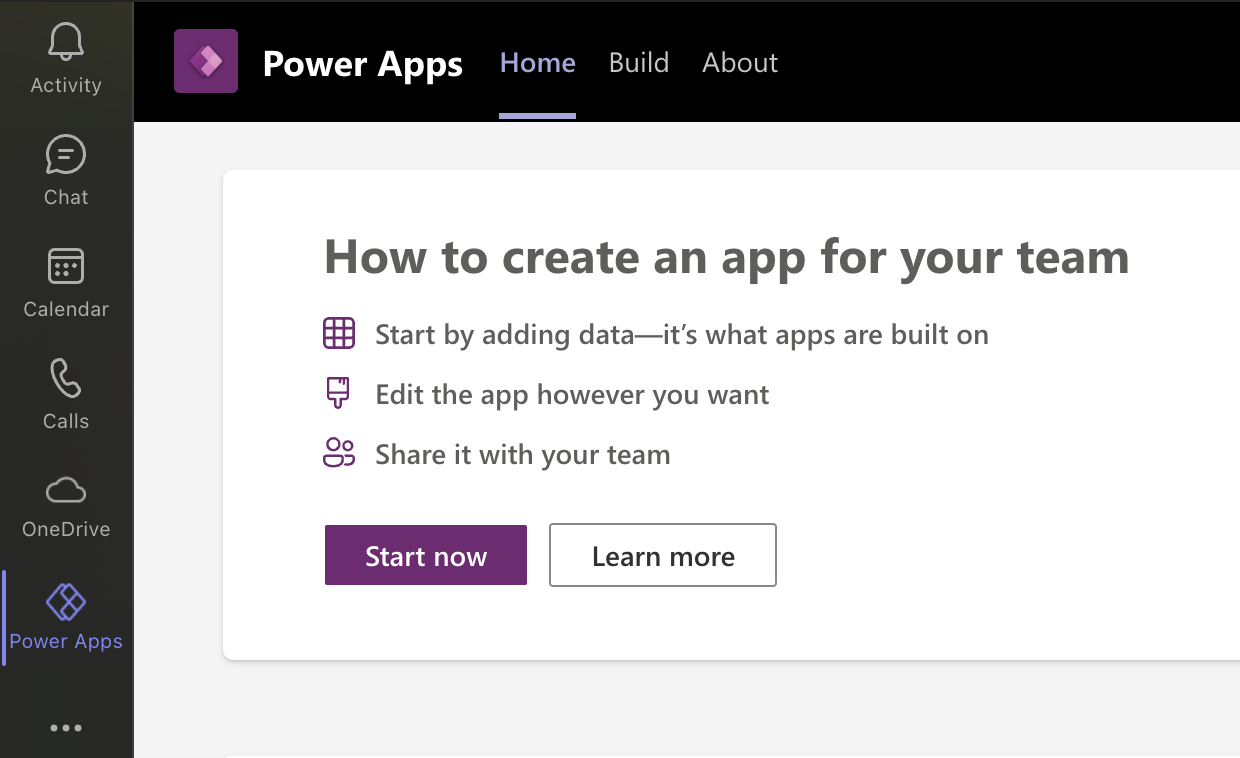 Activity
Chat
Calendar
Calls
OneDrive
Power Apps
Power Apps Home Build About
How to create an app for your team
Start by adding data—it’s what apps are built on
Edit the app however you want
Share it with your team
Start now Learn more